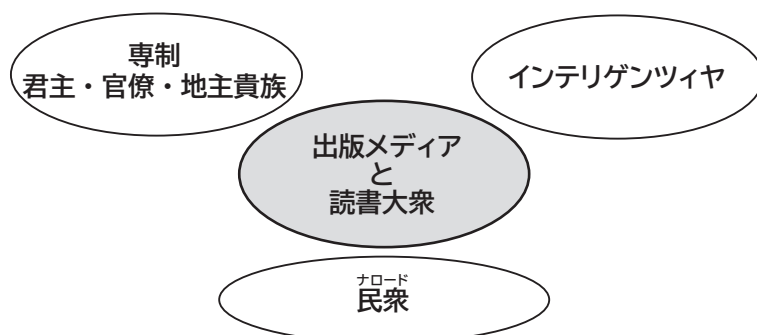 専制
君主・官僚・地主貴族
インテリゲンツィヤ
出版メディア
と
読書大衆
ナロード
民衆